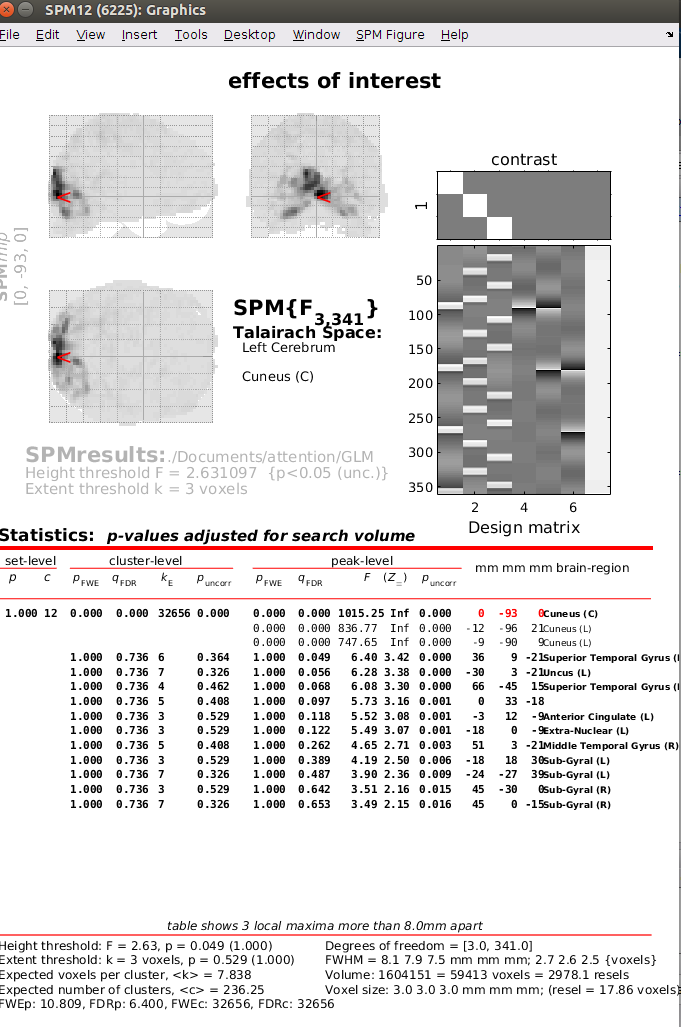 SPM12 (6225): Graphics
File Edit View Insert Tools Desktop Window SPM Figure Help
effects of interest
SPMmip
[0, -93, 0]
contrast
1
SPM{F3,341}
Talairach Space:
Left Cerebrum
Cuneus (C)
50
100
150
200
250
300
350
2 4 6
Design matrix
SPMresults: ./Documents/attention/GLM
Height threshold F = 2.631097 {p<0.05 (unc.)}
Extent threshold k = 3 voxels
Statistics: p-values adjusted for search volume
set-level cluster-level peak-level mm mm mm brain-region
p c pFWE qFDR kE puncorr pFWE qFDR F (Z≡) puncorr
1.000 12 0.000 0.000 32656 0.000 0.000 0.000 1015.25 Inf 0.000 0 -93 0 Cuneus (C)
0.000 0.000 836.77 Inf 0.000 -12 -96 21 Cuneus (L)
0.000 0.000 747.65 Inf 0.000 -9 -90 9 Cuneus (L)
1.000 0.736 6 0.364 1.000 0.049 6.40 3.42 0.000 36 9 -21 Superior Temporal Gyrus (
1.000 0.736 7 0.326 1.000 0.056 6.28 3.38 0.000 -30 3 -21 Uncus (L)
1.000 0.736 4 0.462 1.000 0.068 6.08 3.30 0.000 66 -45 15 Superior Temporal Gyrus (
1.000 0.736 5 0.408 1.000 0.097 5.73 3.16 0.001 0 33 -18
1.000 0.736 3 0.529 1.000 0.118 5.52 3.08 0.001 -3 12 -9 Anterior Cingulate (L)
1.000 0.736 3 0.529 1.000 0.122 5.49 3.07 0.001 -18 0 -9 Extra-Nuclear (L)
1.000 0.736 5 0.408 1.000 0.262 4.65 2.71 0.003 51 3 -21 Middle Temporal Gyrus (R)
1.000 0.736 3 0.529 1.000 0.389 4.19 2.50 0.006 -18 18 30 Sub-Gyral (L)
1.000 0.736 7 0.326 1.000 0.487 3.90 2.36 0.009 -24 -27 39 Sub-Gyral (L)
1.000 0.736 3 0.529 1.000 0.642 3.51 2.16 0.015 45 -30 0 Sub-Gyral (R)
1.000 0.736 7 0.326 1.000 0.653 3.49 2.15 0.016 45 0 -15 Sub-Gyral (R)
table shows 3 local maxima more than 8.0mm apart
Height threshold: F = 2.63, p = 0.049 (1.000) Degrees of freedom = [3.0, 341.0]
Extent threshold: k = 3 voxels, p = 0.529 (1.000) FWHM = 8.1 7.9 7.5 mm mm mm; 2.7 2.6 2.5 {voxels}
Expected voxels per cluster, <k> = 7.838 Volume: 1604151 = 59413 voxels = 2978.1 resels
Expected number of clusters, <c> = 236.25 Voxel size: 3.0 3.0 3.0 mm mm mm; (resel = 17.86 voxels)
FWEp: 10.809, FDRp: 6.400, FWEc: 32656, FDRc: 32656